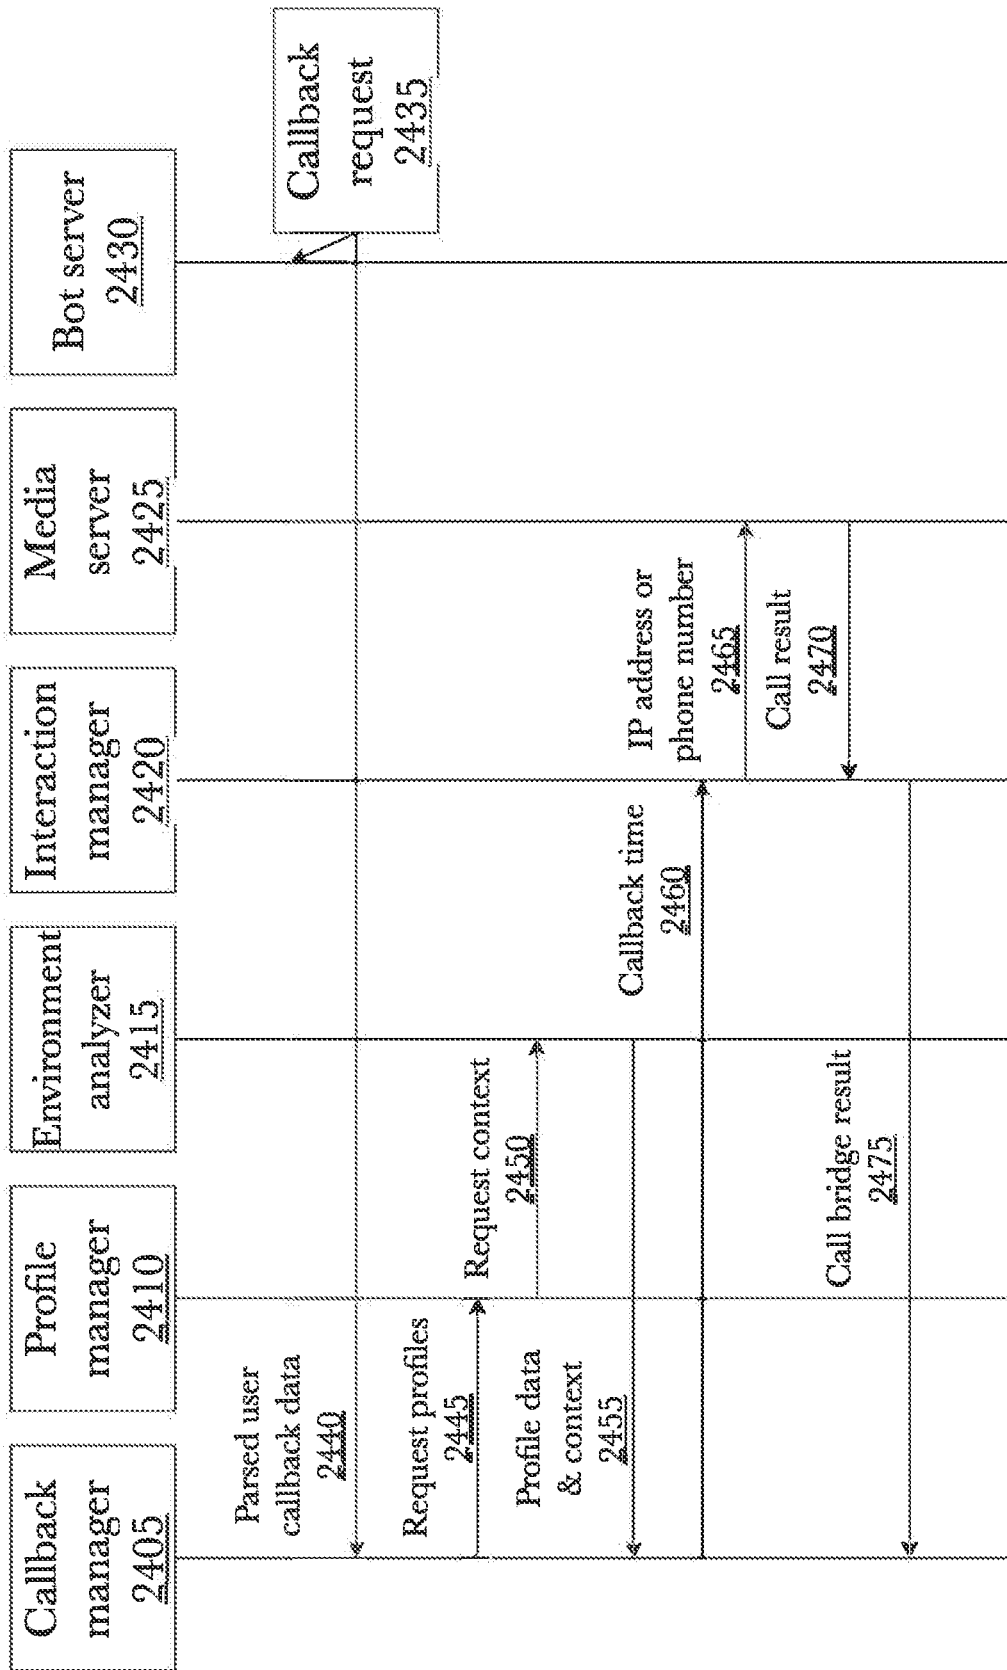 Callback
manager
2405
Profile
manager
2410
Environment
analyzer
2415
Interaction
manager
2420
Media
server
2425
Bot server
2430
Callback
request
2435
Parsed user
callback data
2440
Request profiles
2445
Request context
2450
Profile data
& context
2455
Callback time
2460
IP address or
phone number
2465
Call result
2470
Call bridge result
2475